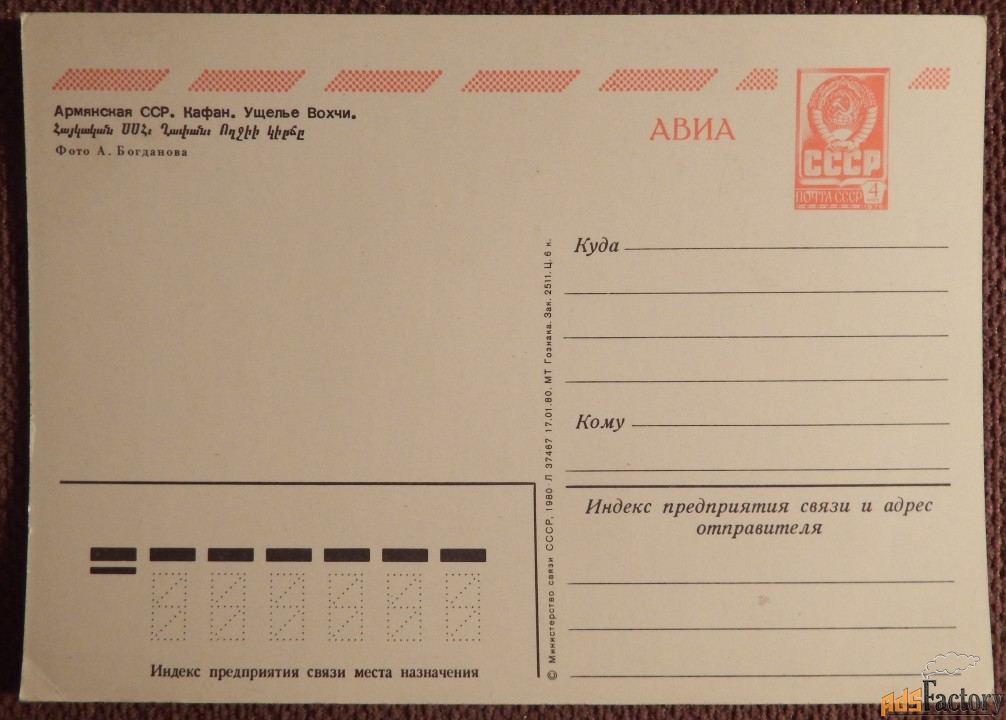 Армянская ССР. Кафан. Ущелье Вохчи.
Հայկական ՍՍՀ։ Ղափան։ Ողջիի կիրճը
Фото А. Богданова
АВИА
СССР
ПОЧТА СССР 4
Куда
Кому
© Министерство связи СССР, 1980 Л 37467 17.01.80. МТ Гознака. Зак. 2511. Ц. 6 к.
Индекс предприятия связи и адрес
отправителя
Индекс предприятия связи места назначения
AdsFactory